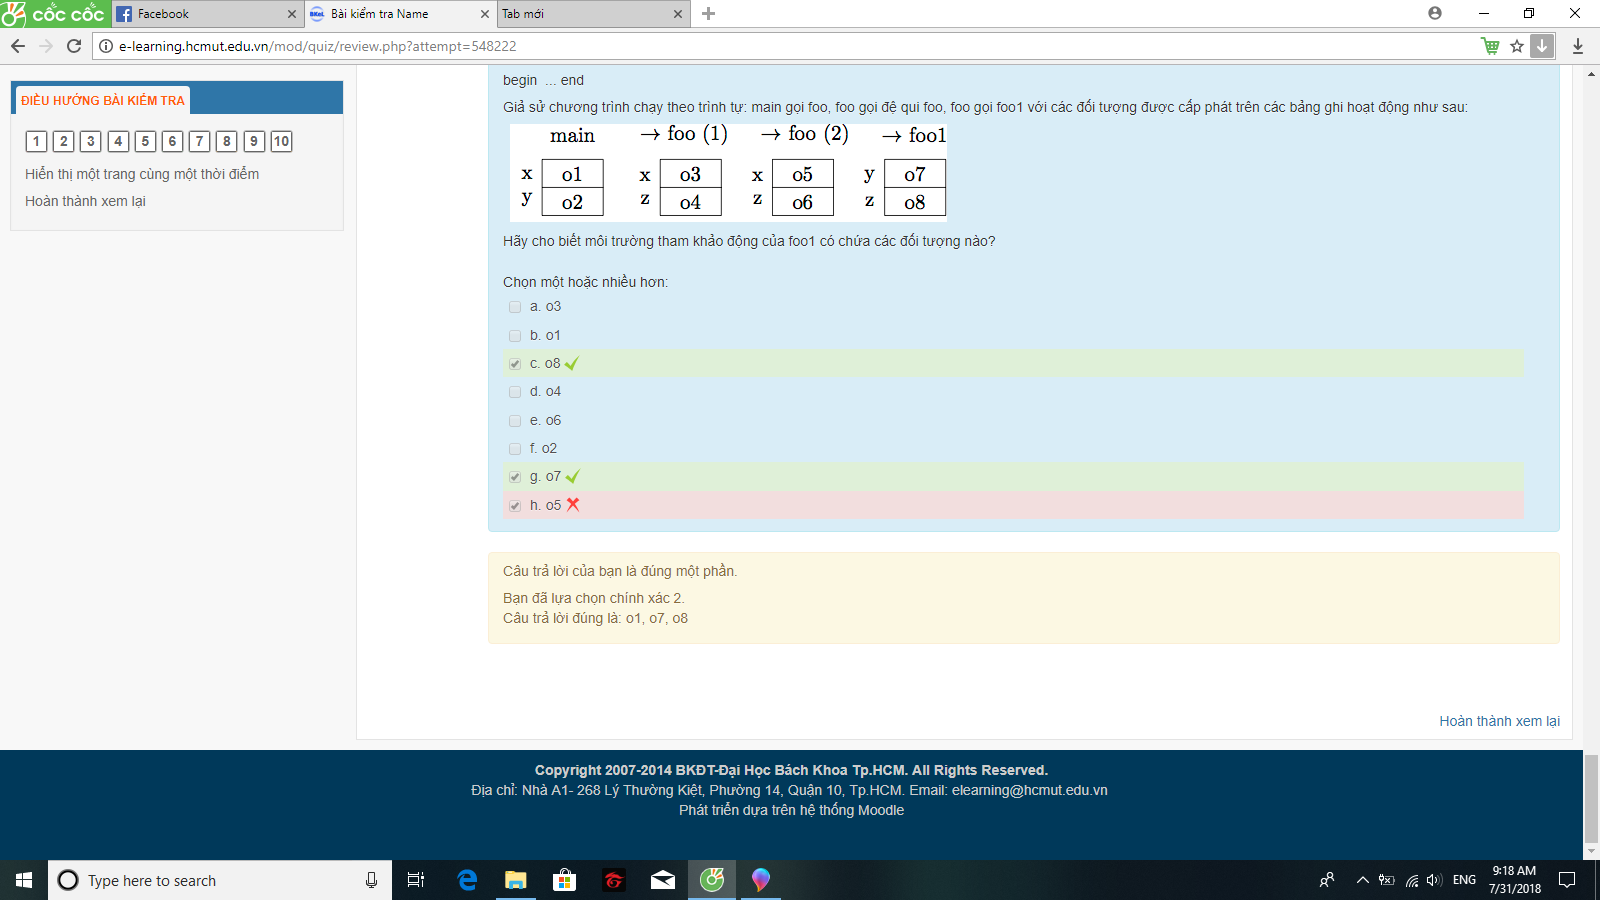 cốc cốc
Facebook
Bài kiểm tra Name
Tab mới
e-learning.hcmut.edu.vn/mod/quiz/review.php?attempt=548222
ĐIỀU HƯỚNG BÀI KIỂM TRA
1 2 3 4 5 6 7 8 9 10
Hiển thị một trang cùng một thời điểm
Hoàn thành xem lại
begin ... end
Giả sử chương trình chạy theo trình tự: main gọi foo, foo gọi đệ qui foo, foo gọi foo1 với các đối tượng được cấp phát trên các bảng ghi hoạt động như sau:
main → foo (1) → foo (2) → foo1
x o1 x o3 x o5 y o7
y o2 z o4 z o6 z o8
Hãy cho biết môi trường tham khảo động của foo1 có chứa các đối tượng nào?
Chọn một hoặc nhiều hơn:
a. o3
b. o1
c. o8
d. o4
e. o6
f. o2
g. o7
h. o5
Câu trả lời của bạn là đúng một phần.
Bạn đã lựa chọn chính xác 2.
Câu trả lời đúng là: o1, o7, o8
Hoàn thành xem lại
Copyright 2007-2014 BKĐT-Đại Học Bách Khoa Tp.HCM. All Rights Reserved.
Địa chỉ: Nhà A1- 268 Lý Thường Kiệt, Phường 14, Quận 10, Tp.HCM. Email: elearning@hcmut.edu.vn
Phát triển dựa trên hệ thống Moodle
Type here to search
ENG
9:18 AM
7/31/2018